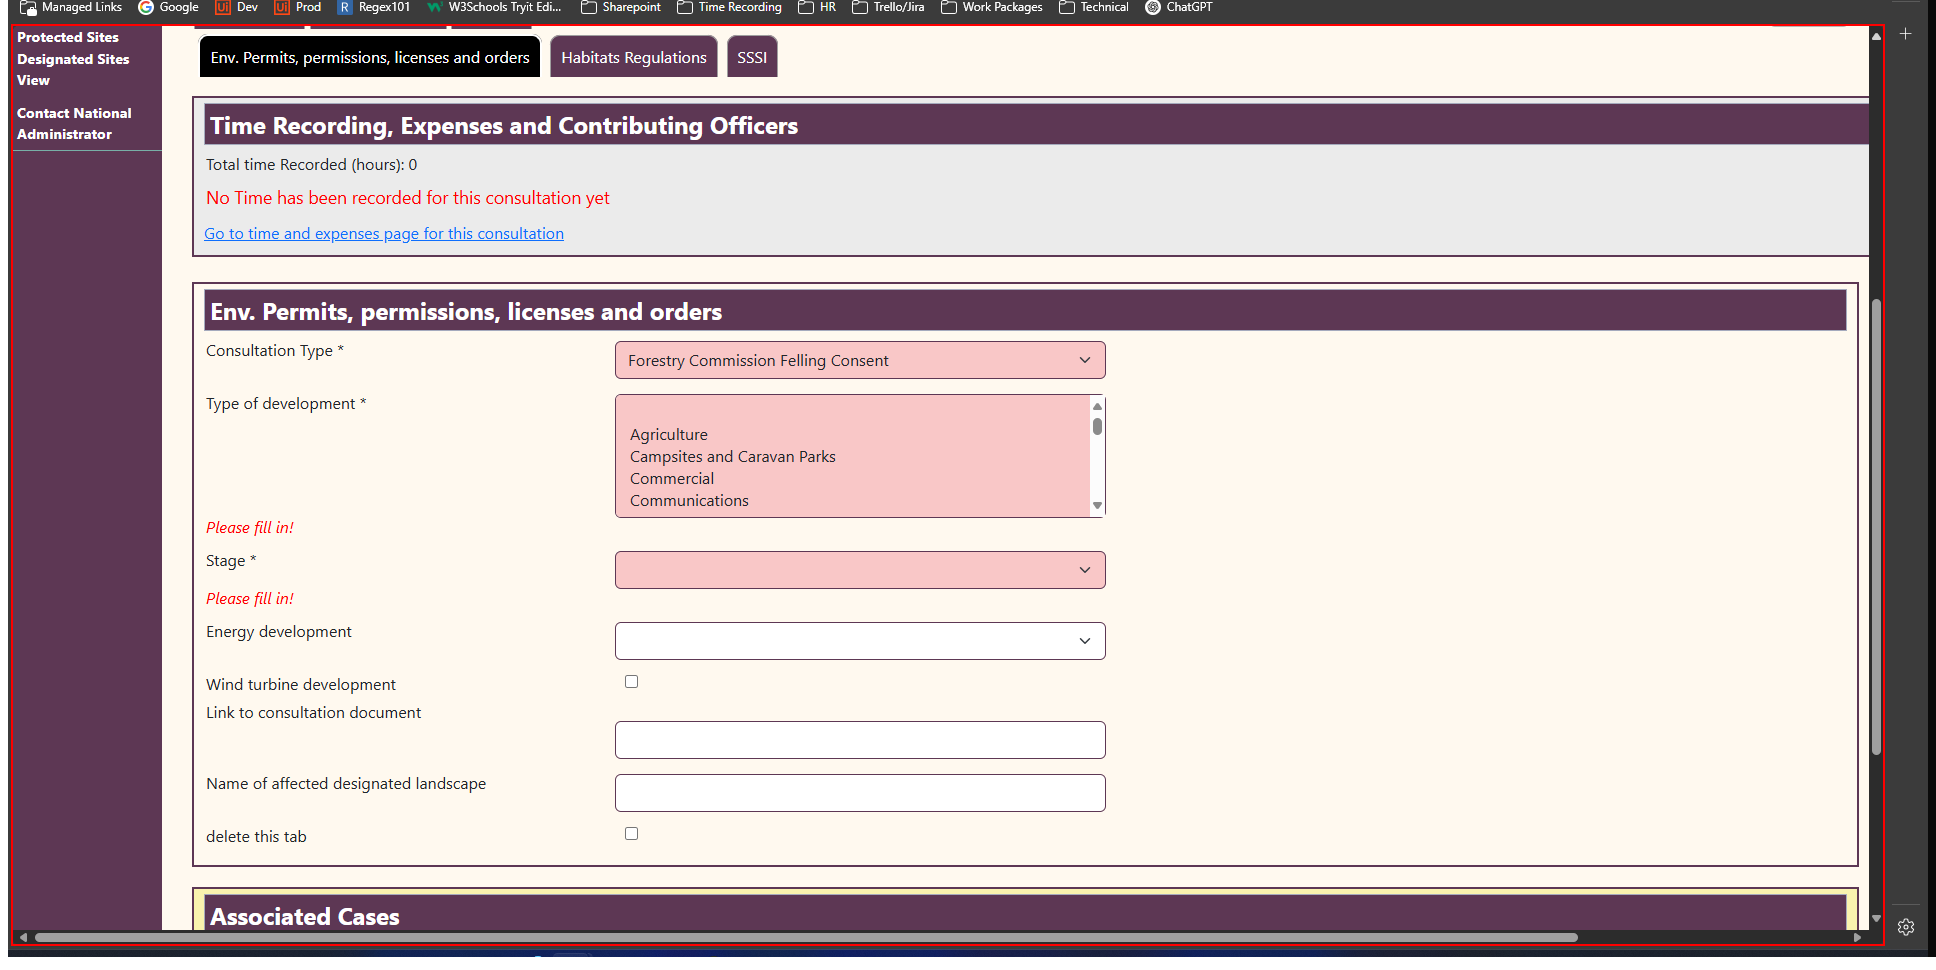 Managed Links Google Dev Prod Regex101 W3Schools Tryit Edi... Sharepoint Time Recording HR Trello/Jira Work Packages Technical ChatGPT
Protected Sites
Designated Sites
View
Contact National
Administrator
Env. Permits, permissions, licenses and orders Habitats Regulations SSSI
Time Recording, Expenses and Contributing Officers
Total time Recorded (hours): 0
No Time has been recorded for this consultation yet
Go to time and expenses page for this consultation
Env. Permits, permissions, licenses and orders
Consultation Type * Forestry Commission Felling Consent
Type of development *
Agriculture
Campsites and Caravan Parks
Commercial
Communications
Please fill in!
Stage *
Please fill in!
Energy development
Wind turbine development
Link to consultation document
Name of affected designated landscape
delete this tab
Associated Cases